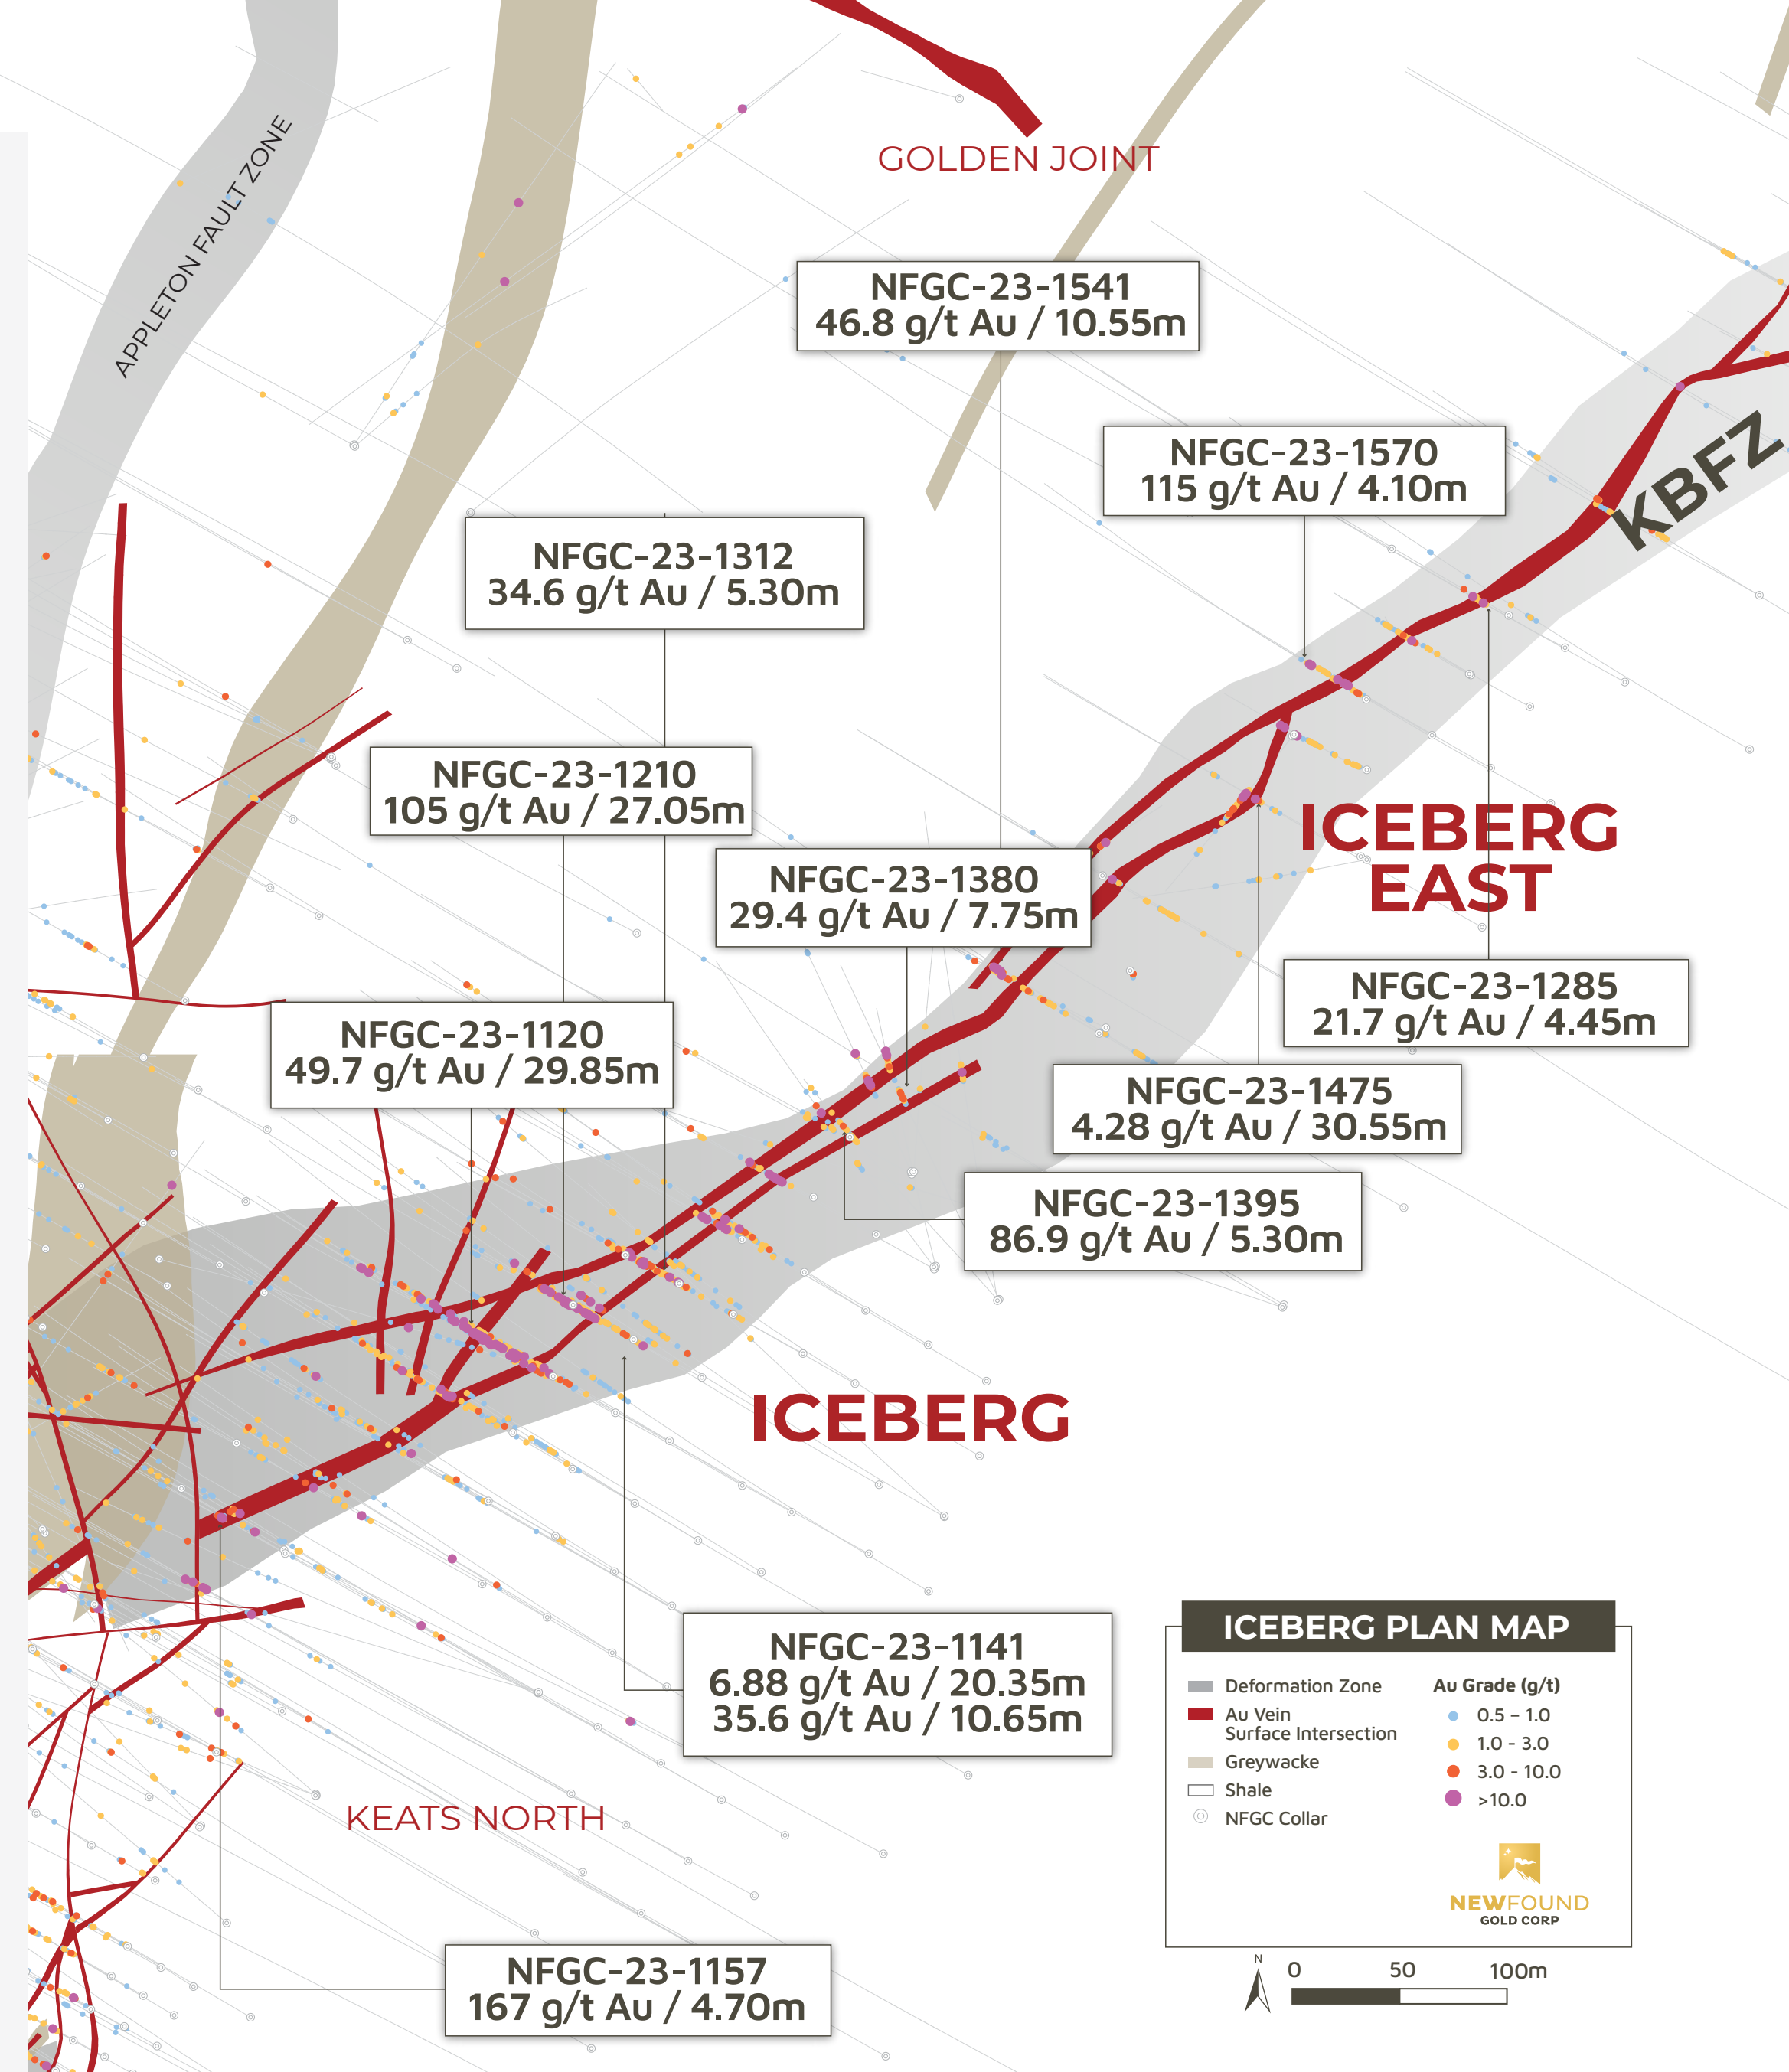 APPLETON FAULT ZONE
GOLDEN JOINT
NFGC-23-1541
46.8 g/t Au / 10.55m
NFGC-23-1570
115 g/t Au / 4.10m
KBFZ
NFGC-23-1312
34.6 g/t Au / 5.30m
NFGC-23-1210
105 g/t Au / 27.05m
ICEBERG
EAST
NFGC-23-1380
29.4 g/t Au / 7.75m
NFGC-23-1285
21.7 g/t Au / 4.45m
NFGC-23-1120
49.7 g/t Au / 29.85m
NFGC-23-1475
4.28 g/t Au / 30.55m
NFGC-23-1395
86.9 g/t Au / 5.30m
ICEBERG
NFGC-23-1141
6.88 g/t Au / 20.35m
35.6 g/t Au / 10.65m
KEATS NORTH
NFGC-23-1157
167 g/t Au / 4.70m
ICEBERG PLAN MAP
Deformation Zone
Au Vein
Surface Intersection
Greywacke
Shale
NFGC Collar
Au Grade (g/t)
0.5 – 1.0
1.0 - 3.0
3.0 - 10.0
>10.0
NEWFOUND
GOLD CORP
N
0 50 100m